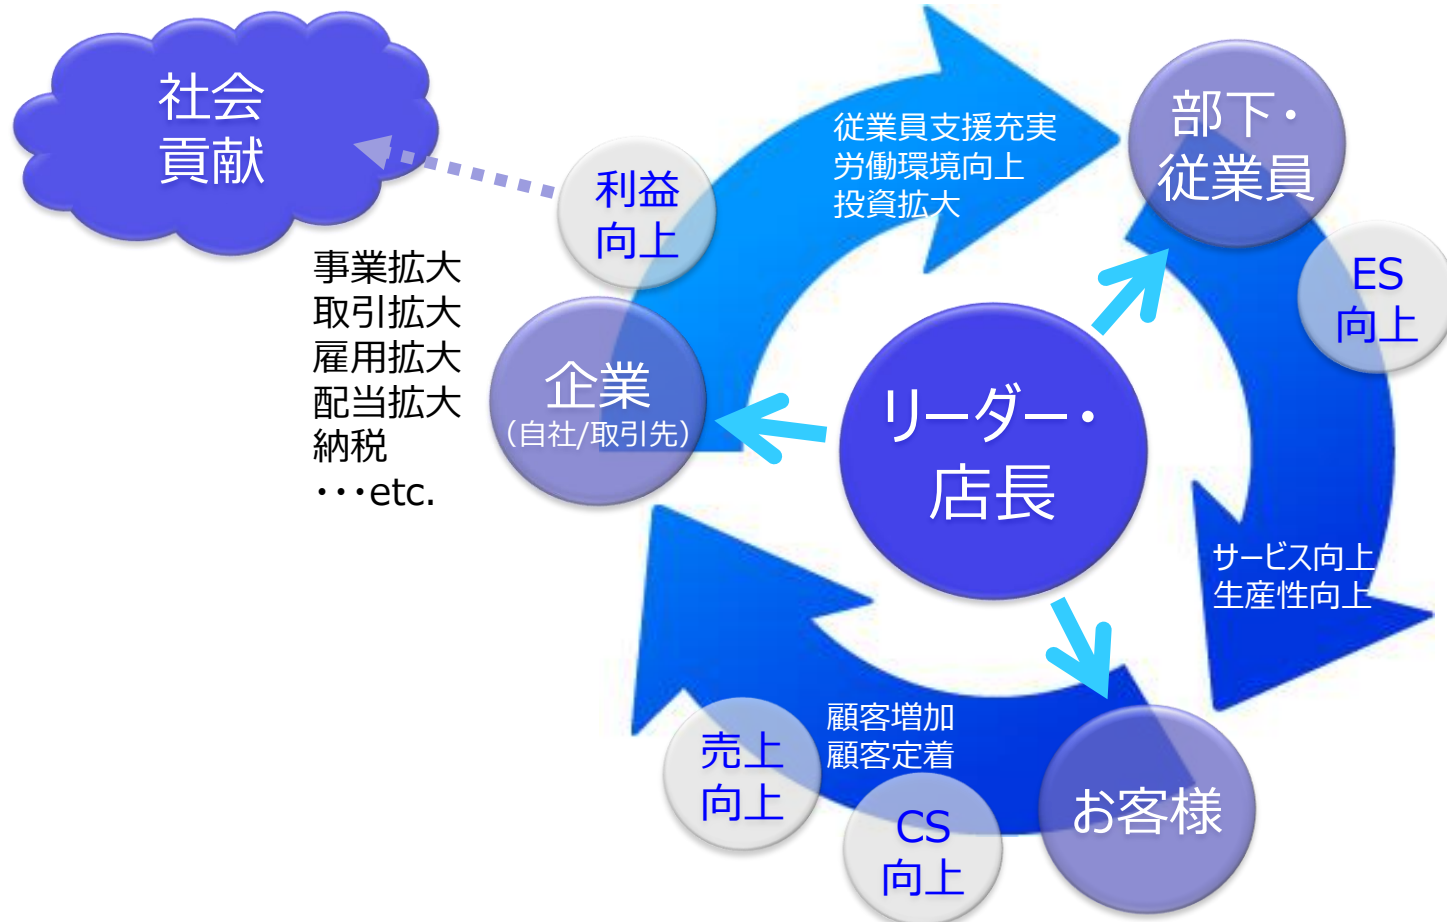 社会
貢献
利益
向上
従業員支援充実
労働環境向上
投資拡大
部下・
従業員
ES
向上
事業拡大
取引拡大
雇用拡大
配当拡大
納税
・・・etc.
企業
（自社/取引先）
リーダー・
店長
サービス向上
生産性向上
顧客増加
顧客定着
売上
向上
CS
向上
お客様